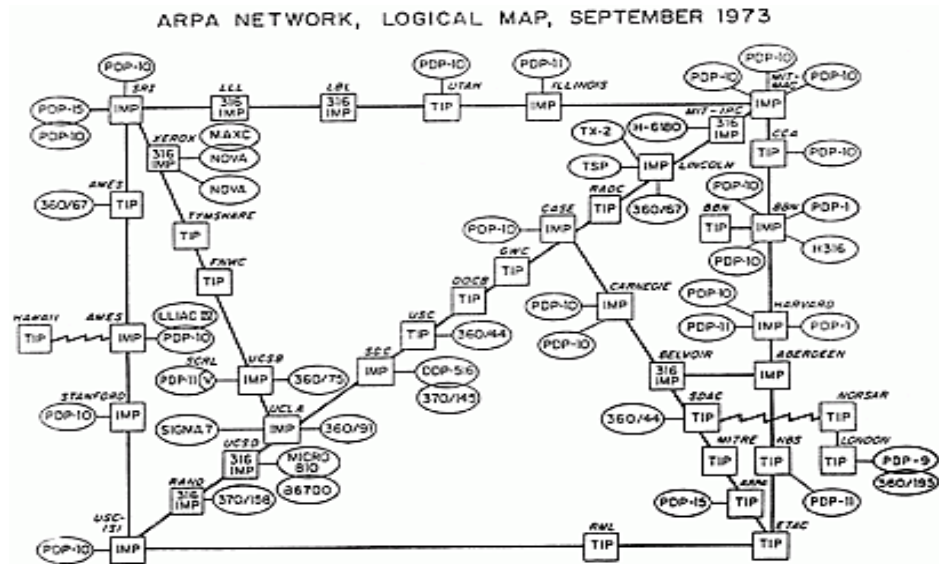 ARPA NETWORK, LOGICAL MAP, SEPTEMBER 1973
PDP-10
SRI
IMP
PDP-15
PDP-10
LLL
316
IMP
LBL
316
IMP
PDP-10
UTAH
TIP
PDP-11
ILLINOIS
IMP
PDP-10
PDP-10
MIT-
MAC
PDP-10
IMP
XEROX
316
IMP
MAXC
NOVA
NOVA
TX-2
H-6180
MIT-IPC
316
IMP
TSP
IMP
LINCOLN
360/67
CCA
TIP
PDP-10
AMES
360/67
TIP
TYMSHARE
TIP
FNWC
TIP
RADC
TIP
CASE
PDP-10
IMP
PDP-10
BBN
TIP
BBN
IMP
PDP-1
PDP-10
H316
GWC
TIP
DOCB
TIP
CARNEGIE
PDP-10
IMP
PDP-10
PDP-10
HARVARD
PDP-11
IMP
PDP-1
HAWAII
TIP
AMES
IMP
PDP-10
USC
TIP
360/44
SCRL
PDP-11
UCSB
IMP
360/75
SCC
IMP
DDP-516
370/145
BELVOIR
316
IMP
ABERDEEN
IMP
STANFORD
PDP-10
IMP
UCLA
SIGMA7
IMP
360/91
360/44
SDAC
TIP
NORSAR
TIP
UCSD
316
IMP
MICRO
810
B6700
MITRE
TIP
NBS
TIP
PDP-11
LONDON
TIP
PDP-9
360/195
RAND
316
IMP
370/158
PDP-15
ARPA
TIP
USC-
ISI
PDP-10
IMP
RML
TIP
ETAC
TIP